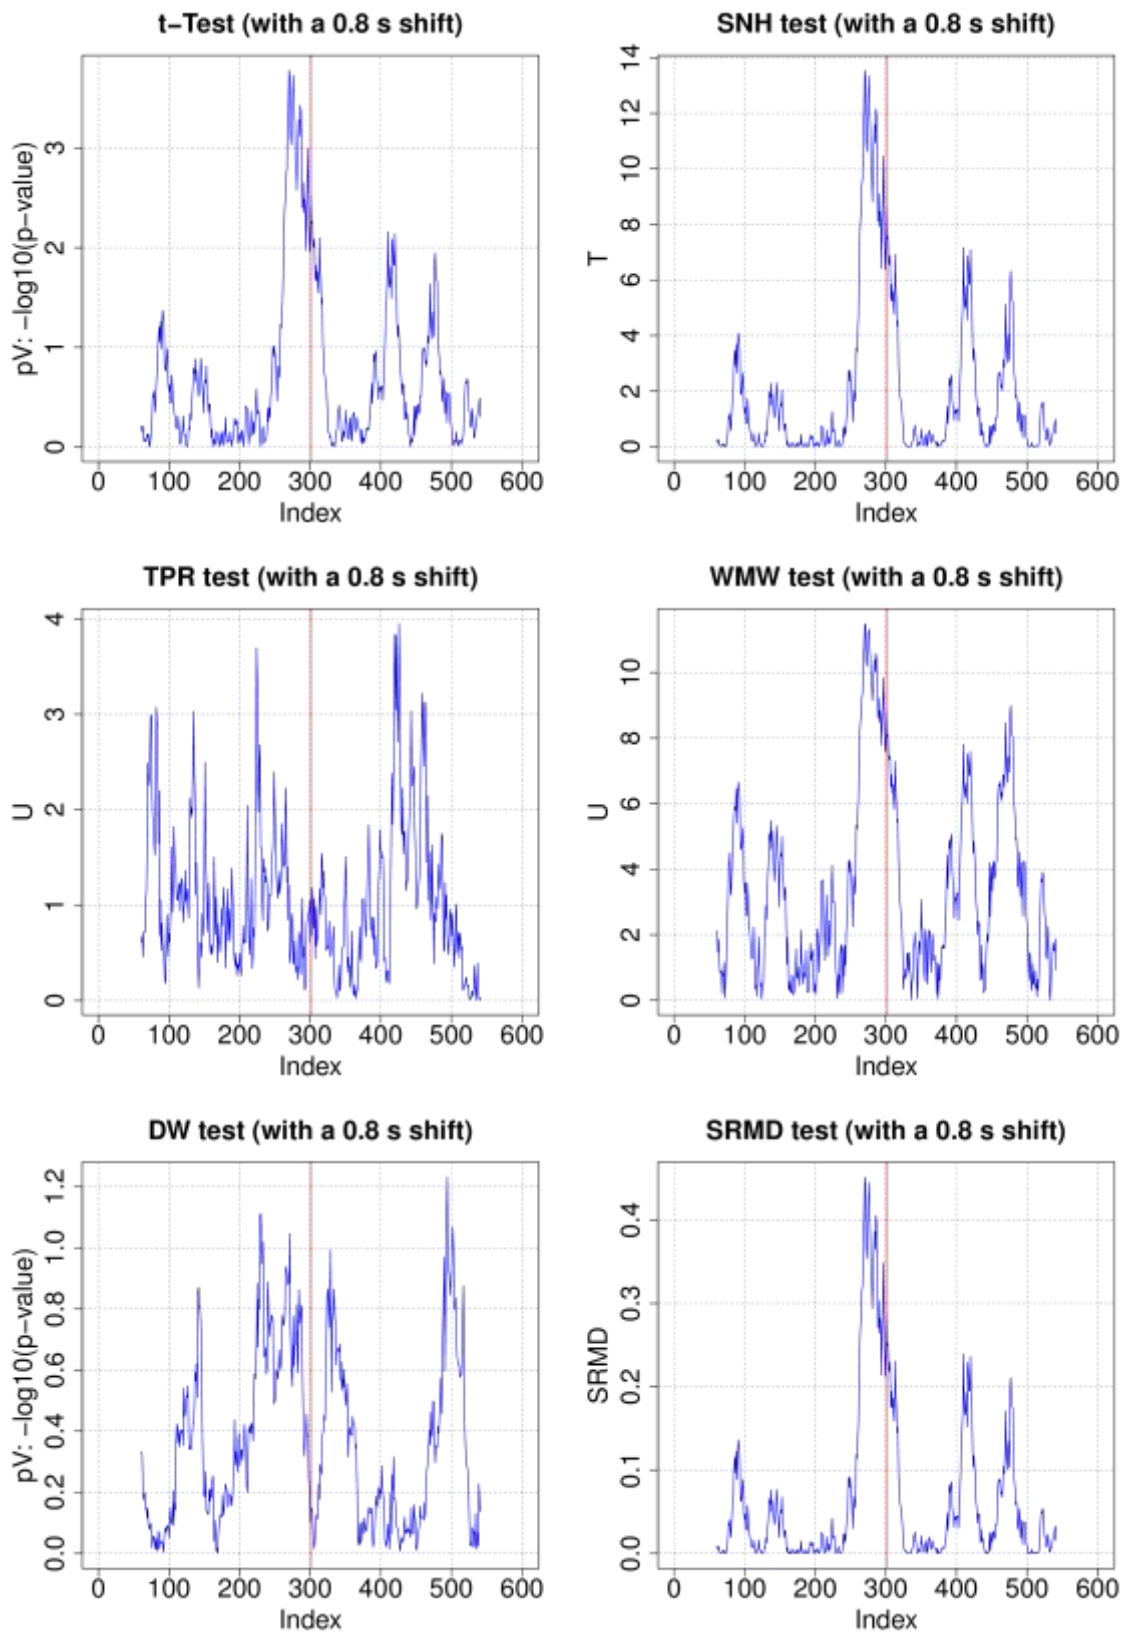 t−Test (with a 0.8 s shift)
pV: −log10(p−value)
3
2
1
0
0 100 200 300 400 500 600
Index
SNH test (with a 0.8 s shift)
T
14
12
10
8
6
4
2
0
0 100 200 300 400 500 600
Index
TPR test (with a 0.8 s shift)
U
4
3
2
1
0
0 100 200 300 400 500 600
Index
WMW test (with a 0.8 s shift)
U
10
8
6
4
2
0
0 100 200 300 400 500 600
Index
DW test (with a 0.8 s shift)
pV: −log10(p−value)
1.2
1.0
0.8
0.6
0.4
0.2
0.0
0 100 200 300 400 500 600
Index
SRMD test (with a 0.8 s shift)
SRMD
0.4
0.3
0.2
0.1
0.0
0 100 200 300 400 500 600
Index